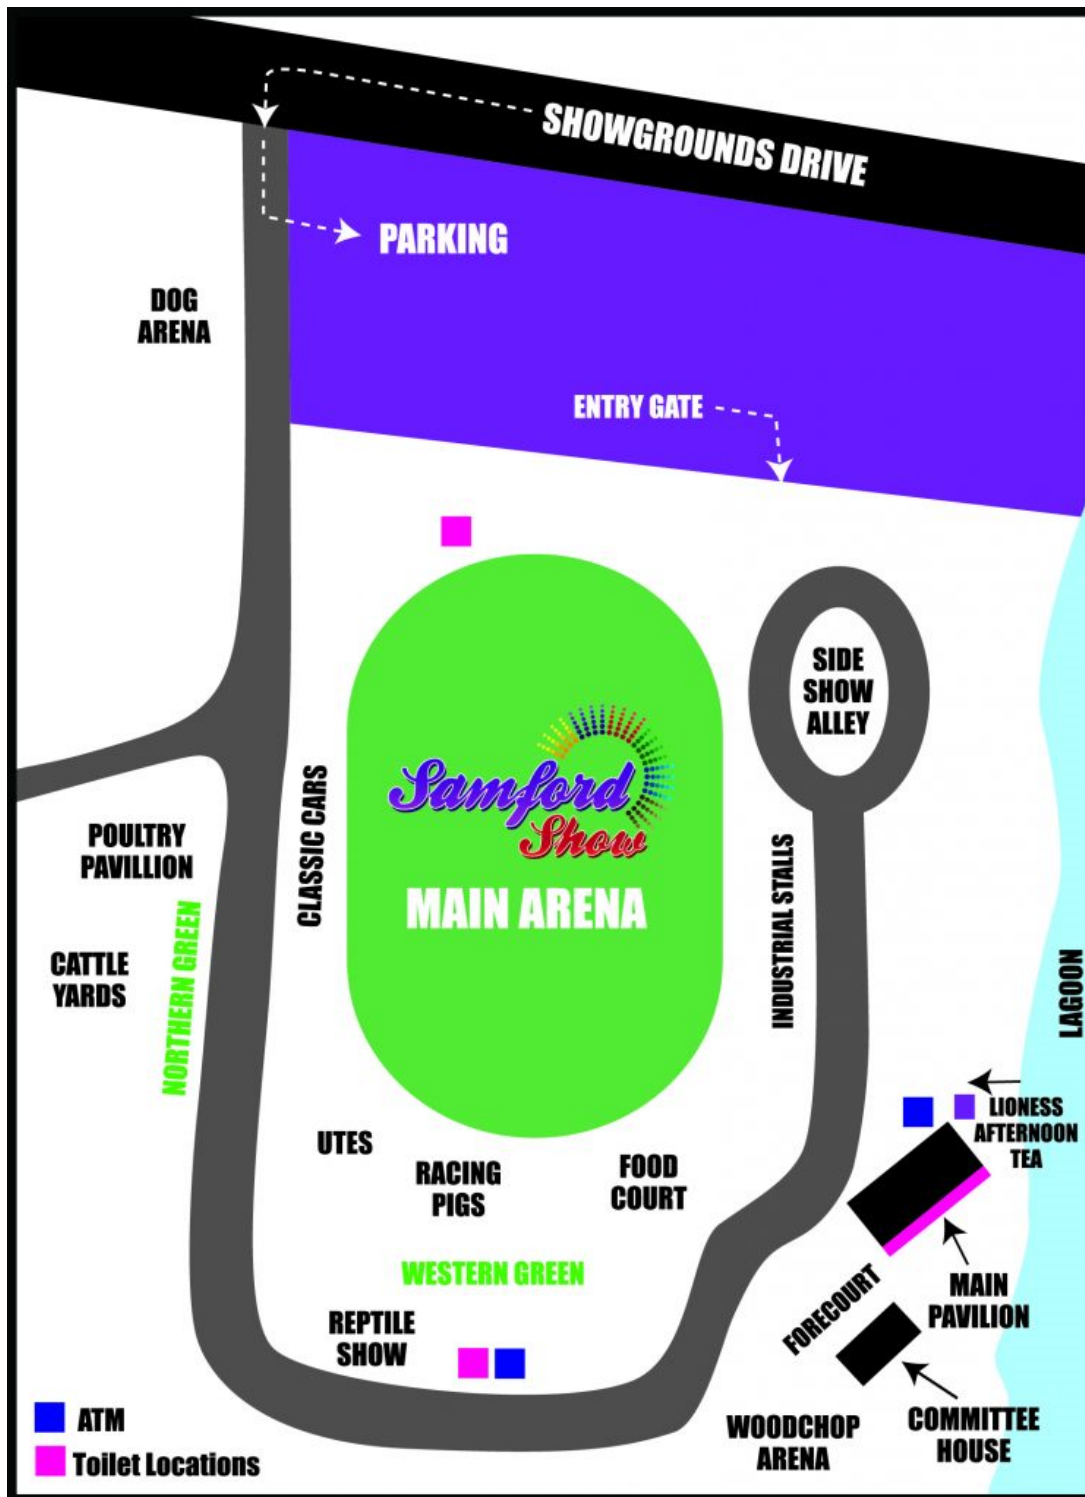 SHOWGROUNDS DRIVE
PARKING
DOG
ARENA
ENTRY GATE
SIDE
SHOW
ALLEY
Samford
Show
MAIN ARENA
CLASSIC CARS
POULTRY
PAVILLION
INDUSTRIAL STALLS
NORTHERN GREEN
CATTLE
YARDS
LAGOON
LIONESS
AFTERNOON
TEA
UTES
RACING
PIGS
FOOD
COURT
WESTERN GREEN
FORECOURT
MAIN
PAVILION
REPTILE
SHOW
ATM
Toilet Locations
WOODCHOP
ARENA
COMMITTEE
HOUSE